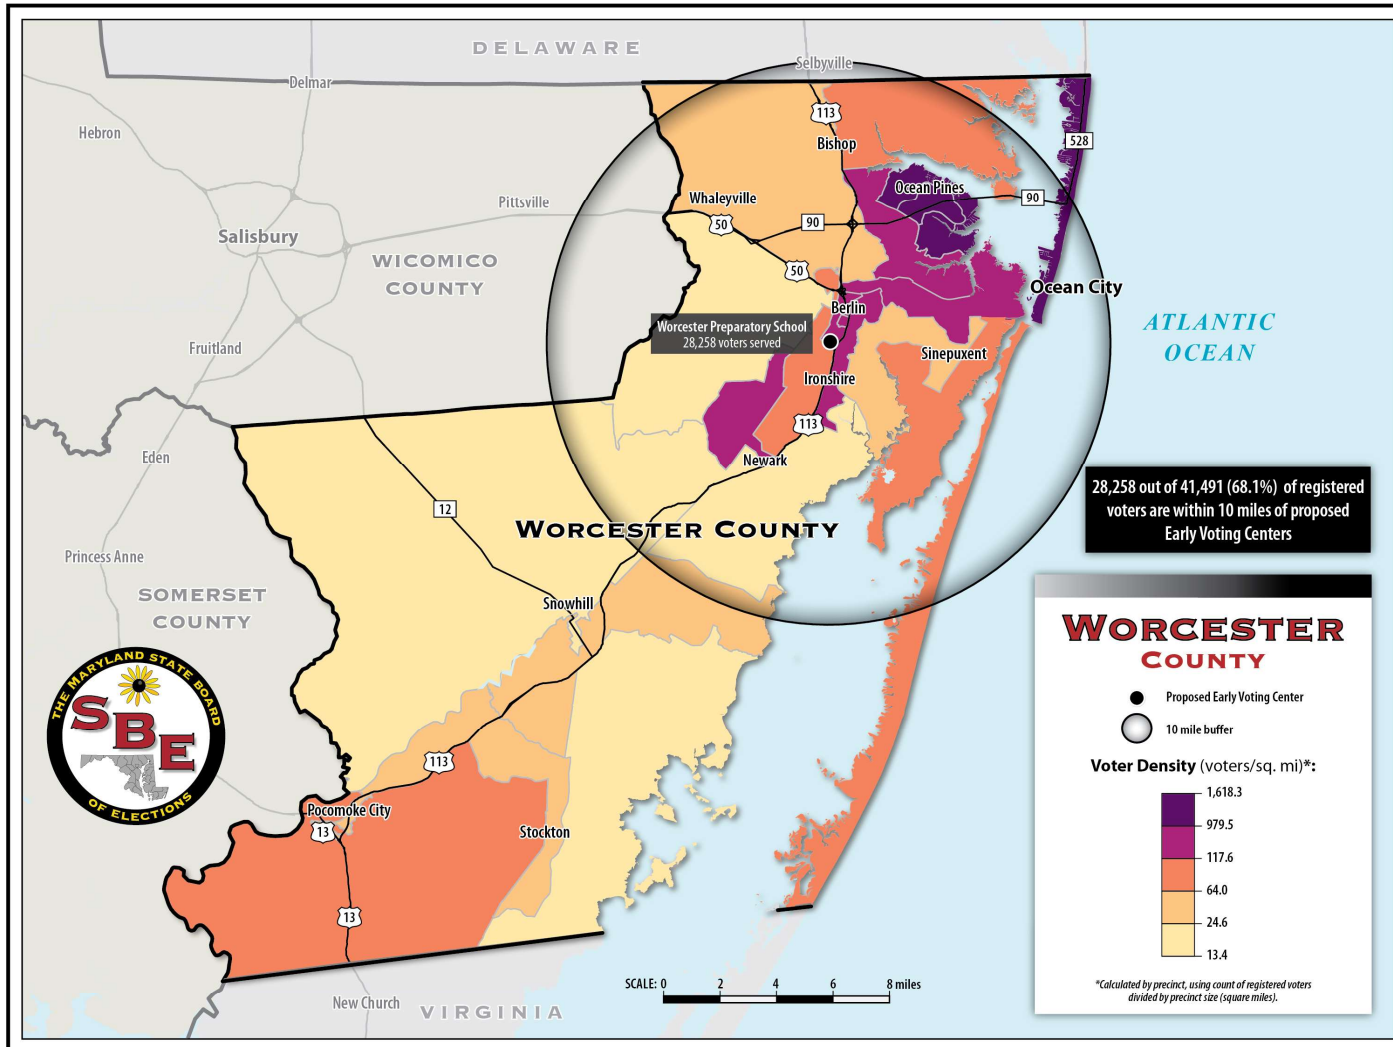 DELAWARE
Selbyville
Delmar
Hebron
113
Bishop
528
Ocean Pines
Whaleyville
Pittsville
90
50
90
Salisbury
WICOMICO
COUNTY
50
Ocean City
Berlin
Worcester Preparatory School
28,258 voters served
ATLANTIC
OCEAN
Fruitland
Sinepuxent
Ironshire
113
Eden
Newark
12
WORCESTER COUNTY
28,258 out of 41,491 (68.1%) of registered
voters are within 10 miles of proposed
Early Voting Centers
Princess Anne
SOMERSET
COUNTY
Snowhill
THE MARYLAND STATE BOARD
SBE
OF ELECTIONS
113
Pocomoke City
13
Stockton
13
New Church
VIRGINIA
SCALE: 0 2 4 6 8 miles
WORCESTER
COUNTY
Proposed Early Voting Center
10 mile buffer
Voter Density (voters/sq. mi)*:
1,618.3
979.5
117.6
64.0
24.6
13.4
*Calculated by precinct, using count of registered voters
divided by precinct size (square miles).